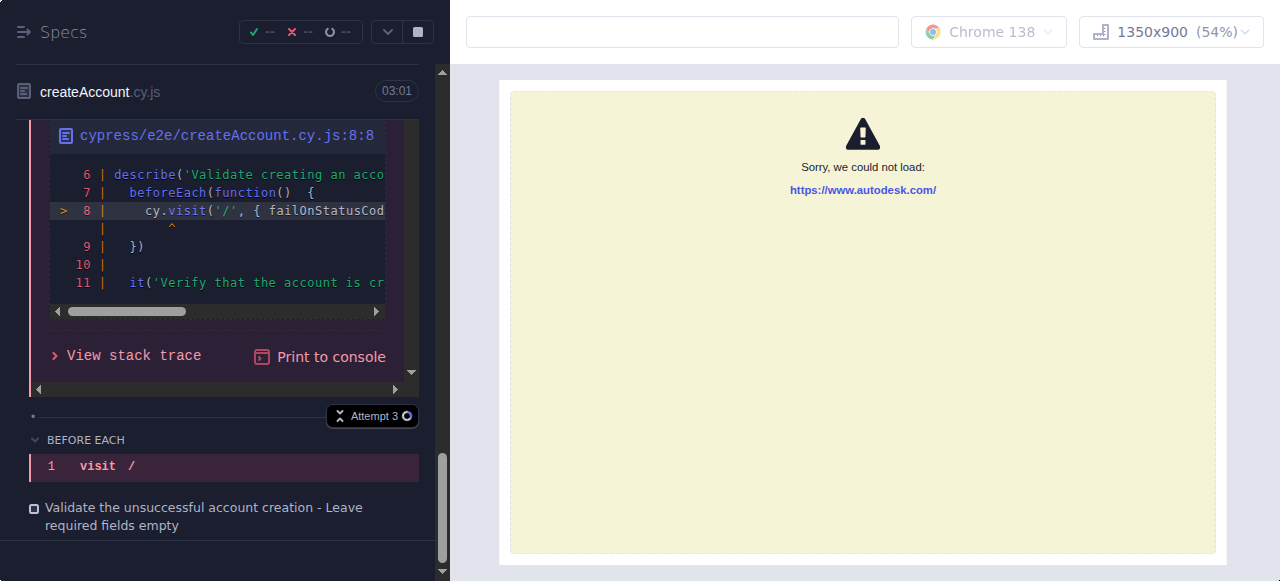 Specs
-- -- --
createAccount.cy.js 03:01
cypress/e2e/createAccount.cy.js:8:8
6 | describe('Validate creating an acco
7 |   beforeEach(function()  {
> 8 |     cy.visit('/', { failOnStatusCod
|        ^
9 |   })
10 |
11 |   it('Verify that the account is cr
View stack trace
Print to console
Attempt 3
BEFORE EACH
1 visit /
Validate the unsuccessful account creation - Leave
required fields empty
Chrome 138
1350x900 (54%)
Sorry, we could not load:
https://www.autodesk.com/